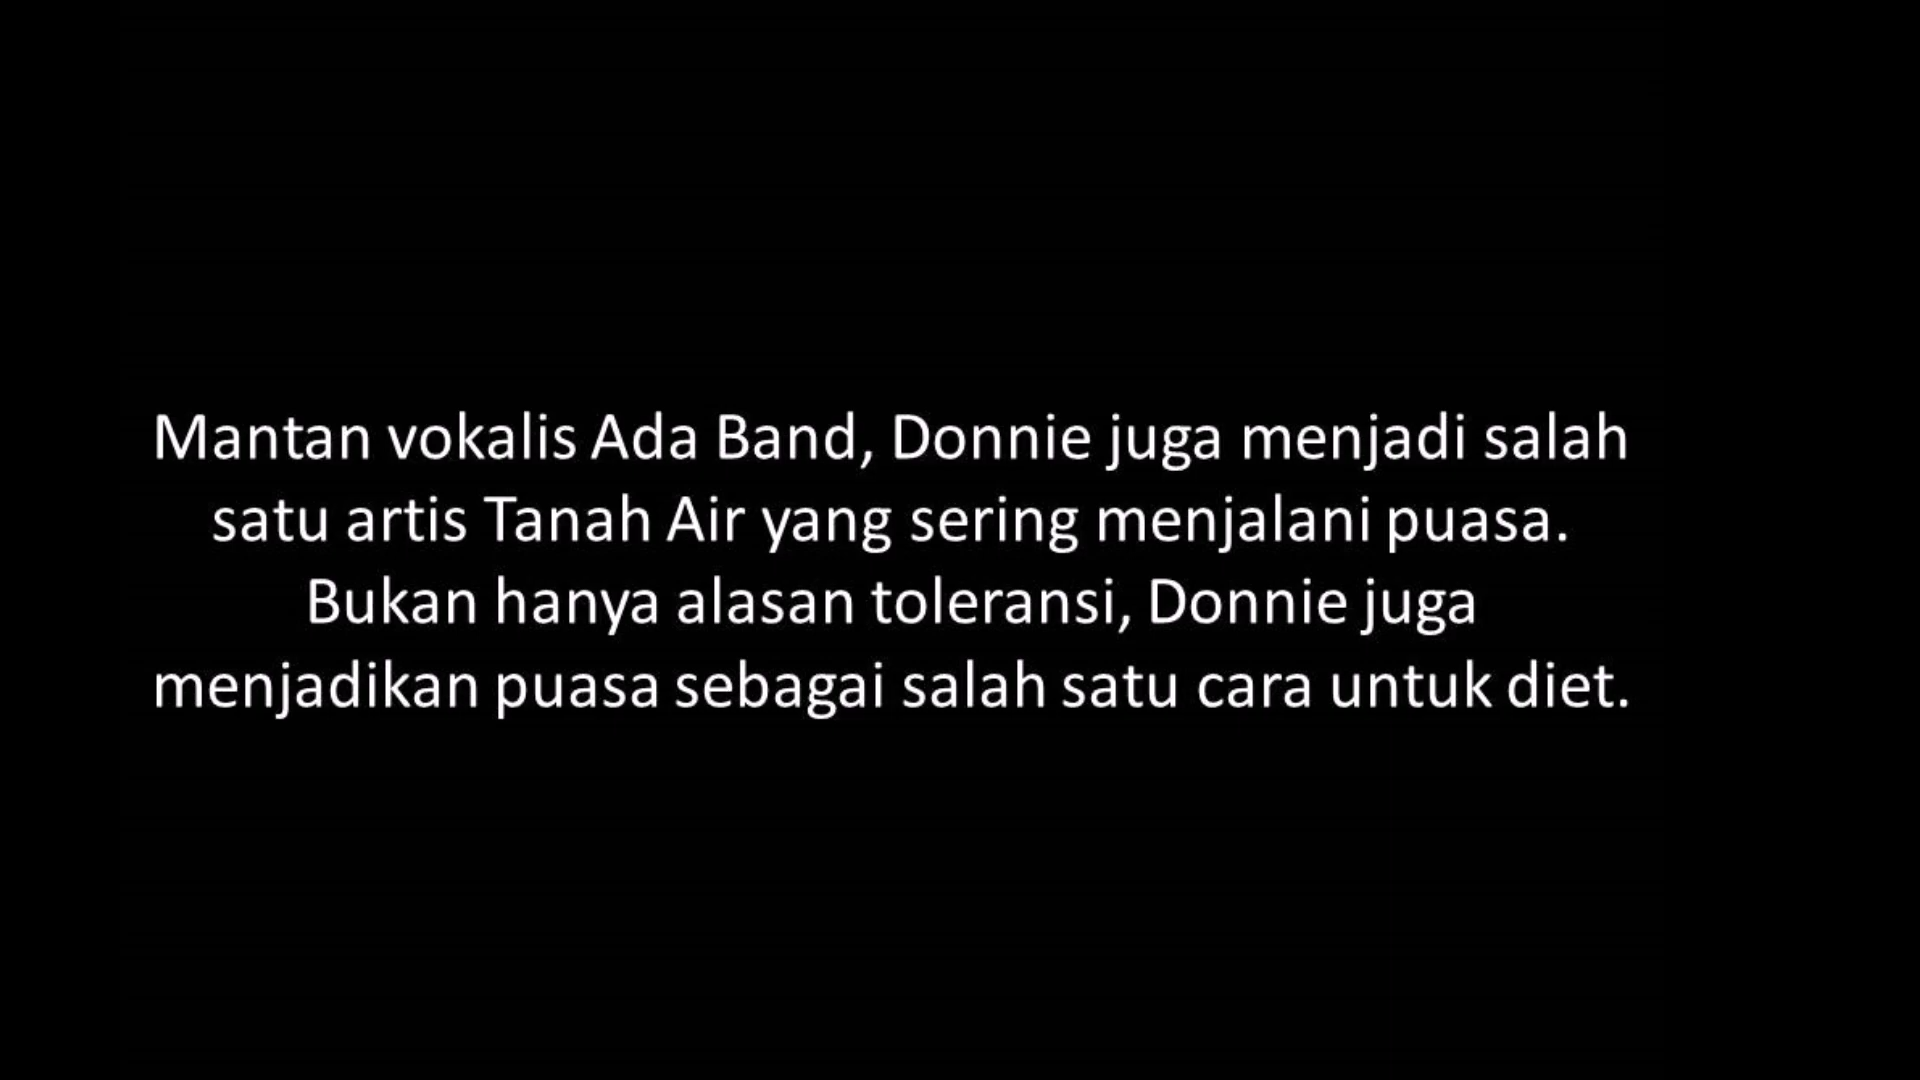 Mantan vokalis Ada Band, Donnie juga menjadi salah
satu artis Tanah Air yang sering menjalani puasa.
Bukan hanya alasan toleransi, Donnie juga
menjadikan puasa sebagai salah satu cara untuk diet.